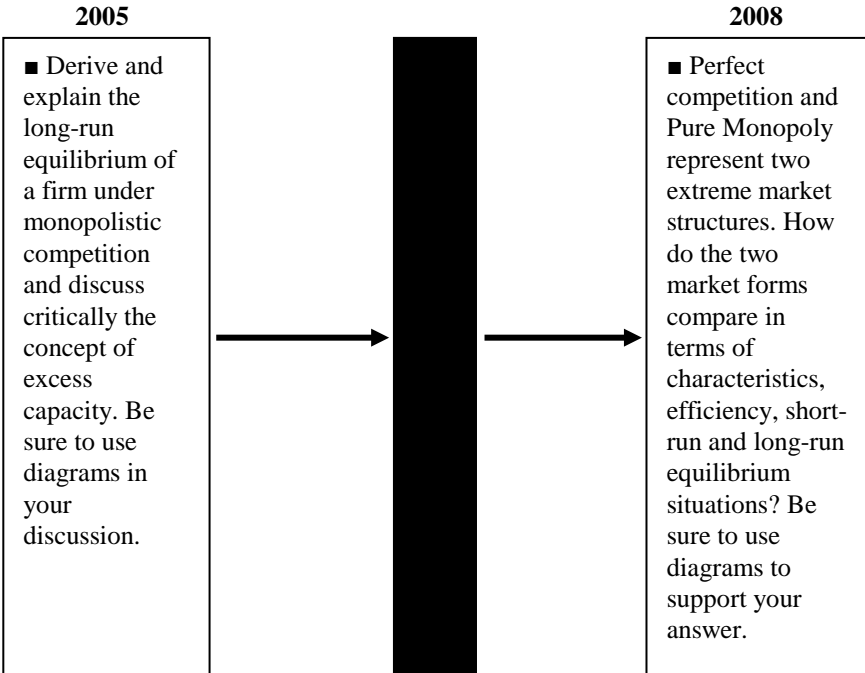 2005
■ Derive and
explain the
long-run
equilibrium of
a firm under
monopolistic
competition
and discuss
critically the
concept of
excess
capacity. Be
sure to use
diagrams in
your
discussion.
2008
■ Perfect
competition and
Pure Monopoly
represent two
extreme market
structures. How
do the two
market forms
compare in
terms of
characteristics,
efficiency, short-
run and long-run
equilibrium
situations? Be
sure to use
diagrams to
support your
answer.